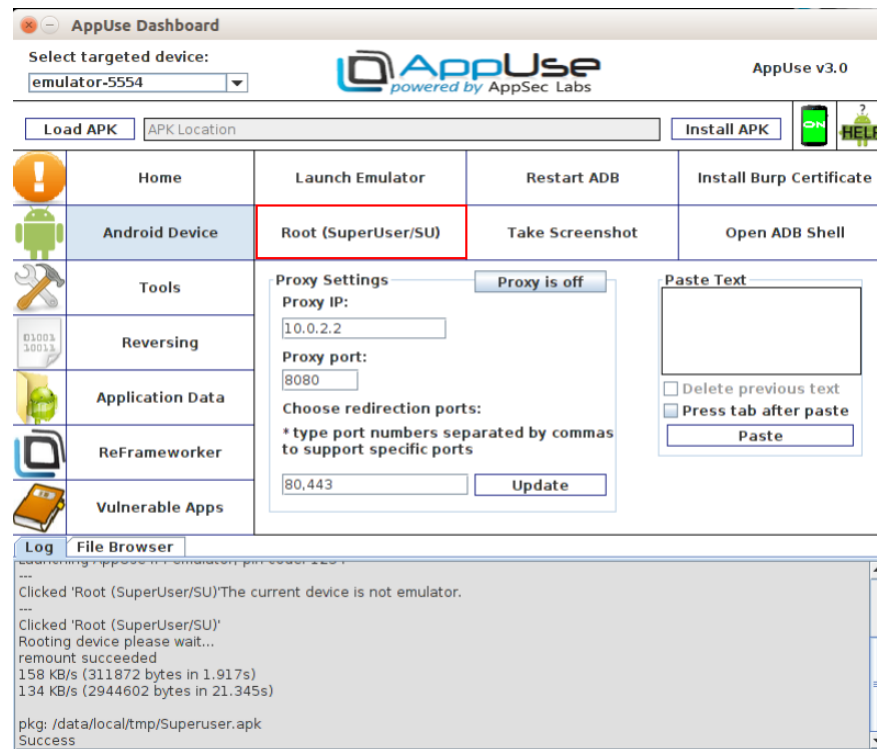 AppUse Dashboard
Select targeted device:
emulator-5554
AppUse
powered by AppSec Labs
AppUse v3.0
Load APK
APK Location
Install APK
ON
?
HELP
Home
Launch Emulator
Restart ADB
Install Burp Certificate
Android Device
Root (SuperUser/SU)
Take Screenshot
Open ADB Shell
Tools
Reversing
01001
10011
Application Data
ReFrameworker
Vulnerable Apps
Proxy Settings
Proxy is off
Proxy IP:
10.0.2.2
Proxy port:
8080
Choose redirection ports:
* type port numbers separated by commas
to support specific ports
80,443
Update
Paste Text
Delete previous text
Press tab after paste
Paste
Log
File Browser
---
Clicked 'Root (SuperUser/SU)'The current device is not emulator.
---
Clicked 'Root (SuperUser/SU)'
Rooting device please wait...
remount succeeded
158 KB/s (311872 bytes in 1.917s)
134 KB/s (2944602 bytes in 21.345s)
pkg: /data/local/tmp/Superuser.apk
Success